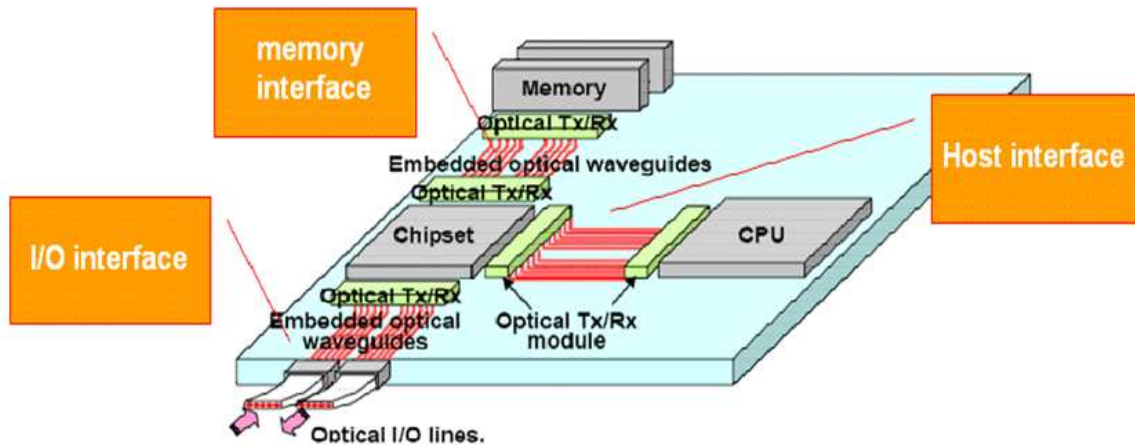 memory
interface
Memory
Optical Tx/Rx
Embedded optical waveguides
Optical Tx/Rx
Host interface
I/O interface
Chipset
CPU
Optical Tx/Rx
Embedded optical
waveguides
Optical Tx/Rx
module
Optical I/O lines.